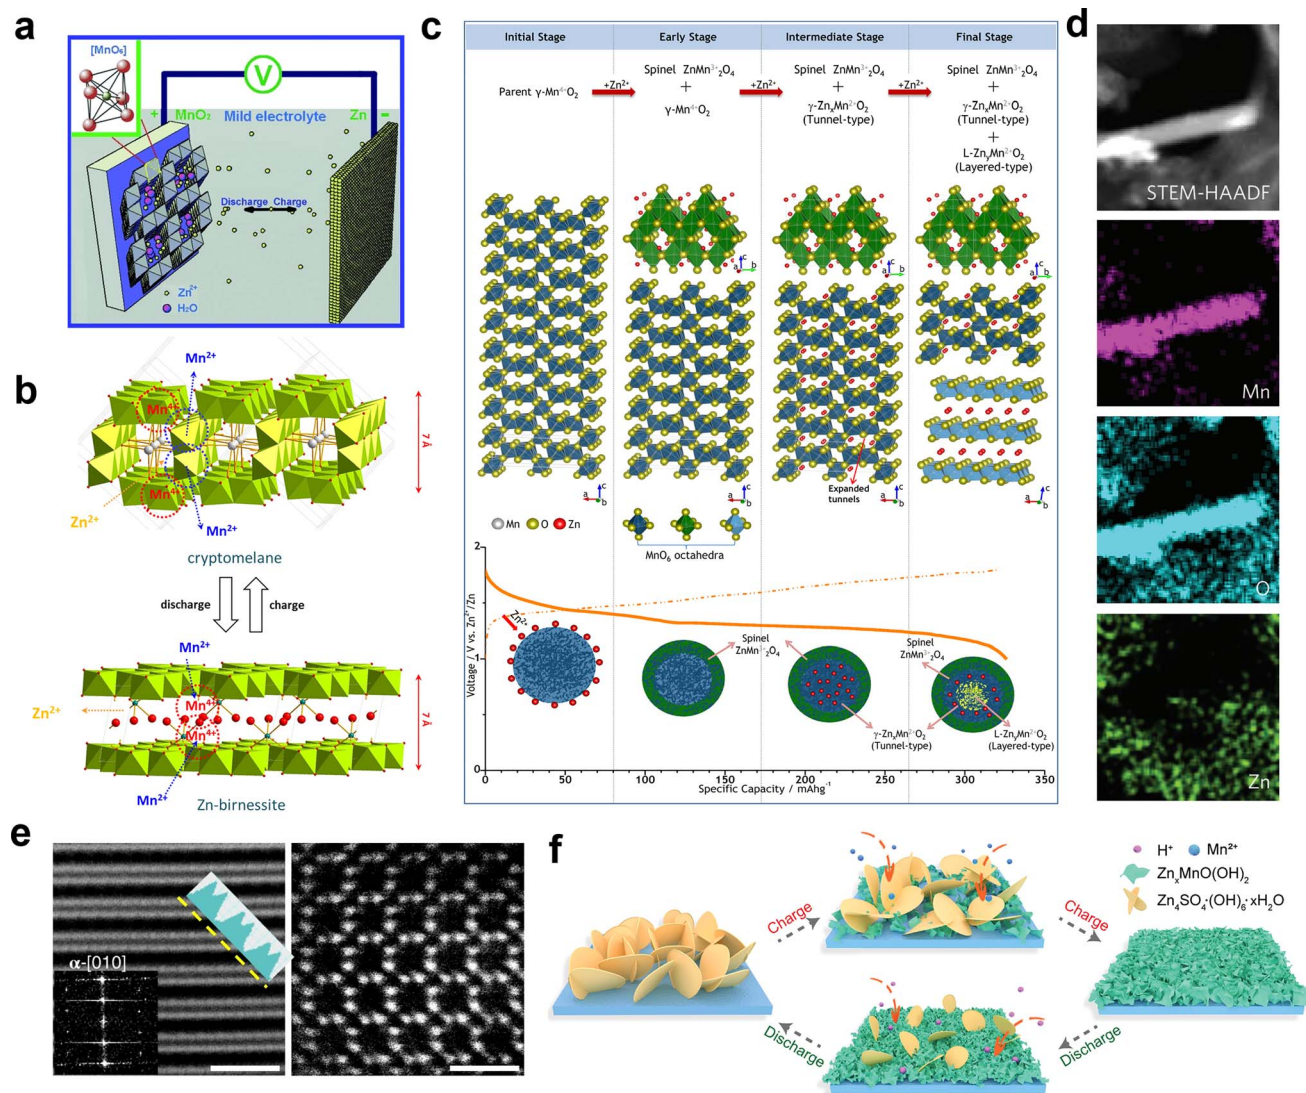 a
[MnO₆]
V
+ MnO₂ Mild electrolyte Zn -
Discharge Charge
Zn²⁺
H₂O
b
Mn²⁺
Mn⁴⁺
7 Å
Mn⁴⁺
Zn²⁺
Mn²⁺
cryptomelane
discharge
charge
Mn²⁺
Zn²⁺
Mn⁴⁺
Mn⁴⁺
7 Å
Mn²⁺
Zn-birnessite
c
Initial Stage
Early Stage
Intermediate Stage
Final Stage
Parent γ-Mn⁴⁺O₂
+Zn²⁺
Spinel ZnMn³⁺₂O₄
+
γ-Mn⁴⁺O₂
+Zn²⁺
Spinel ZnMn³⁺₂O₄
+
γ-ZnₓMn²⁺O₂
(Tunnel-type)
+Zn²⁺
Spinel ZnMn³⁺₂O₄
+
γ-ZnₓMn²⁺O₂
(Tunnel-type)
+
L-ZnᵧMn²⁺O₂
(Layered-type)
c
a b
c
a b
c
a b
Expanded
tunnels
c
a b
c
a b
c
a b
c
a b
Mn O Zn
MnO₆ octahedra
Voltage / V vs. Zn²⁺/Zn
2
1
0
Zn²⁺
Spinel
ZnMn³⁺₂O₄
Spinel
ZnMn³⁺₂O₄
γ-ZnₓMn²⁺O₂
(Tunnel-type)
L-ZnᵧMn²⁺O₂
(Layered-type)
0 50 100 150 200 250 300 350
Specific Capacity / mAhg⁻¹
d
STEM-HAADF
Mn
O
Zn
e
α-[010]
f
Charge
Charge
Discharge
Discharge
H⁺ Mn²⁺
ZnₓMnO(OH)₂
Zn₄SO₄·(OH)₆·xH₂O